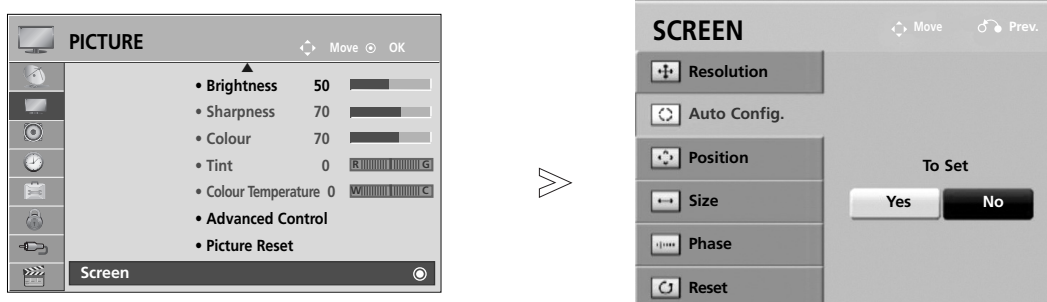 PICTURE
Move OK
• Brightness 50
• Sharpness 70
• Colour 70
• Tint 0 R G
• Colour Temperature 0 W C
• Advanced Control
• Picture Reset
Screen
SCREEN
Move Prev.
Resolution
Auto Config.
Position
Size
Phase
Reset
To Set
Yes No